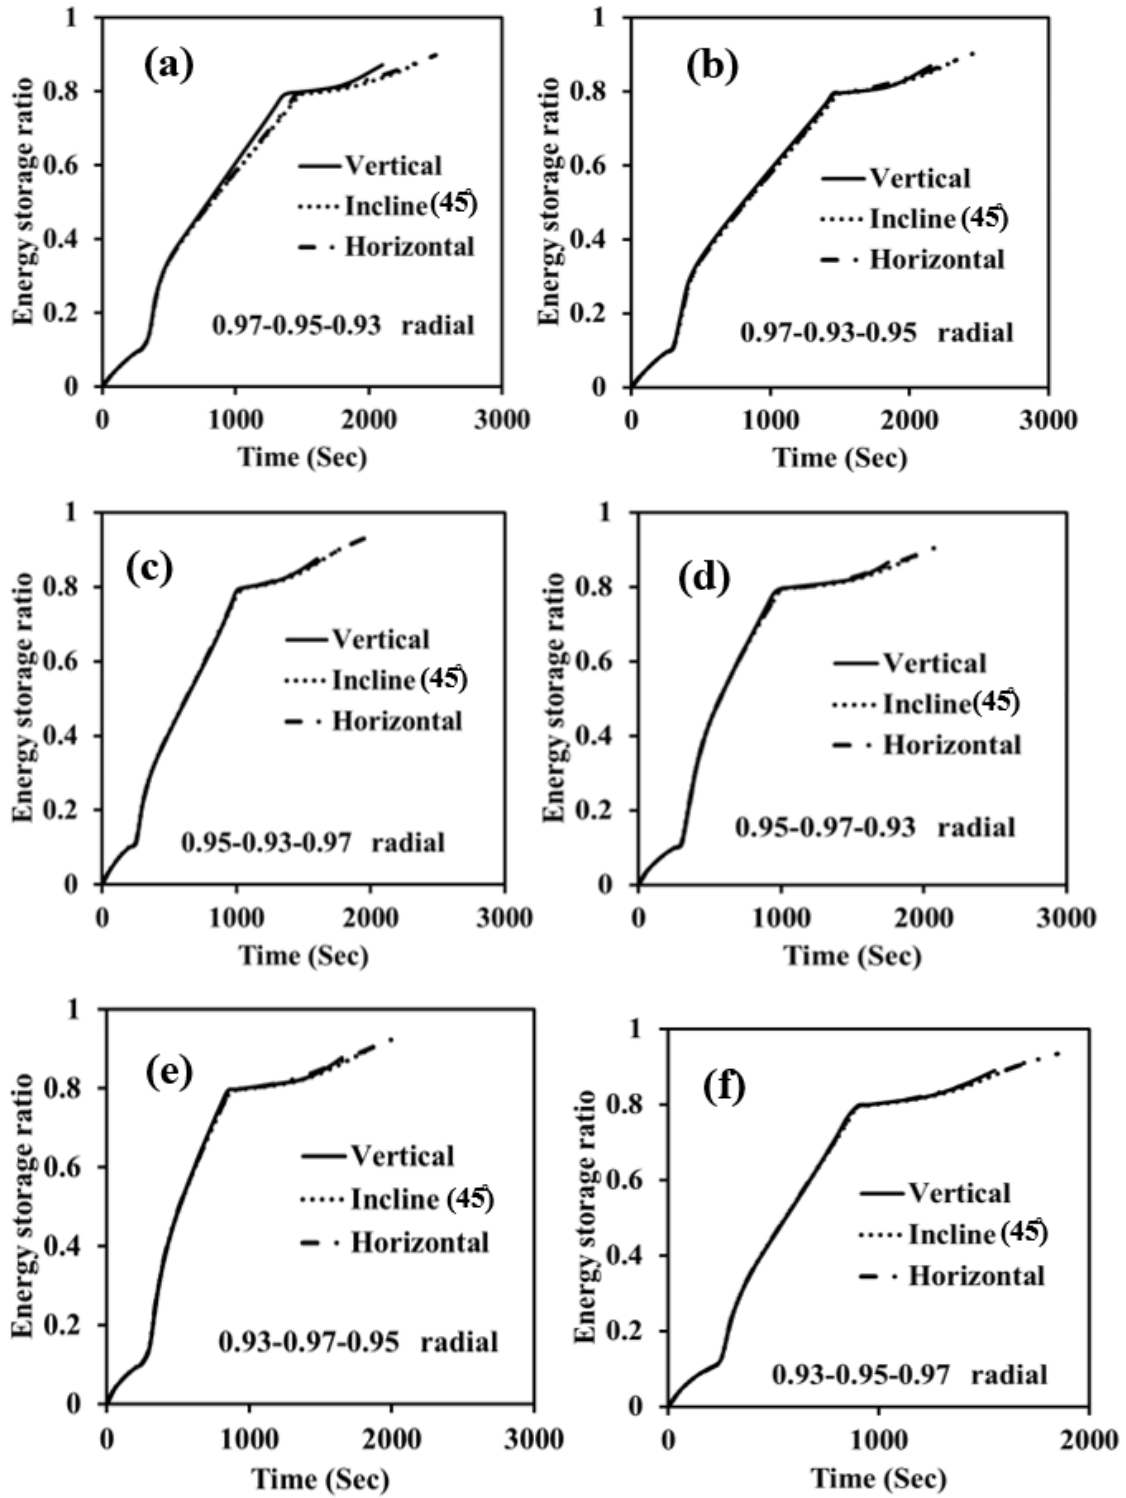 (a)
Energy storage ratio
1
0.8
0.6
0.4
0.2
0
Vertical
Incline (45°)
Horizontal
0.97-0.95-0.93 radial
0 1000 2000 3000
Time (Sec)
(b)
Energy storage ratio
1
0.8
0.6
0.4
0.2
0
Vertical
Incline (45°)
Horizontal
0.97-0.93-0.95 radial
0 1000 2000 3000
Time (Sec)
(c)
Energy storage ratio
1
0.8
0.6
0.4
0.2
0
Vertical
Incline (45°)
Horizontal
0.95-0.93-0.97 radial
0 1000 2000 3000
Time (Sec)
(d)
Energy storage ratio
1
0.8
0.6
0.4
0.2
0
Vertical
Incline (45°)
Horizontal
0.95-0.97-0.93 radial
0 1000 2000 3000
Time (Sec)
(e)
Energy storage ratio
1
0.8
0.6
0.4
0.2
0
Vertical
Incline (45°)
Horizontal
0.93-0.97-0.95 radial
0 1000 2000 3000
Time (Sec)
(f)
Energy storage ratio
1
0.8
0.6
0.4
0.2
0
Vertical
Incline (45°)
Horizontal
0.93-0.95-0.97 radial
0 1000 2000
Time (Sec)